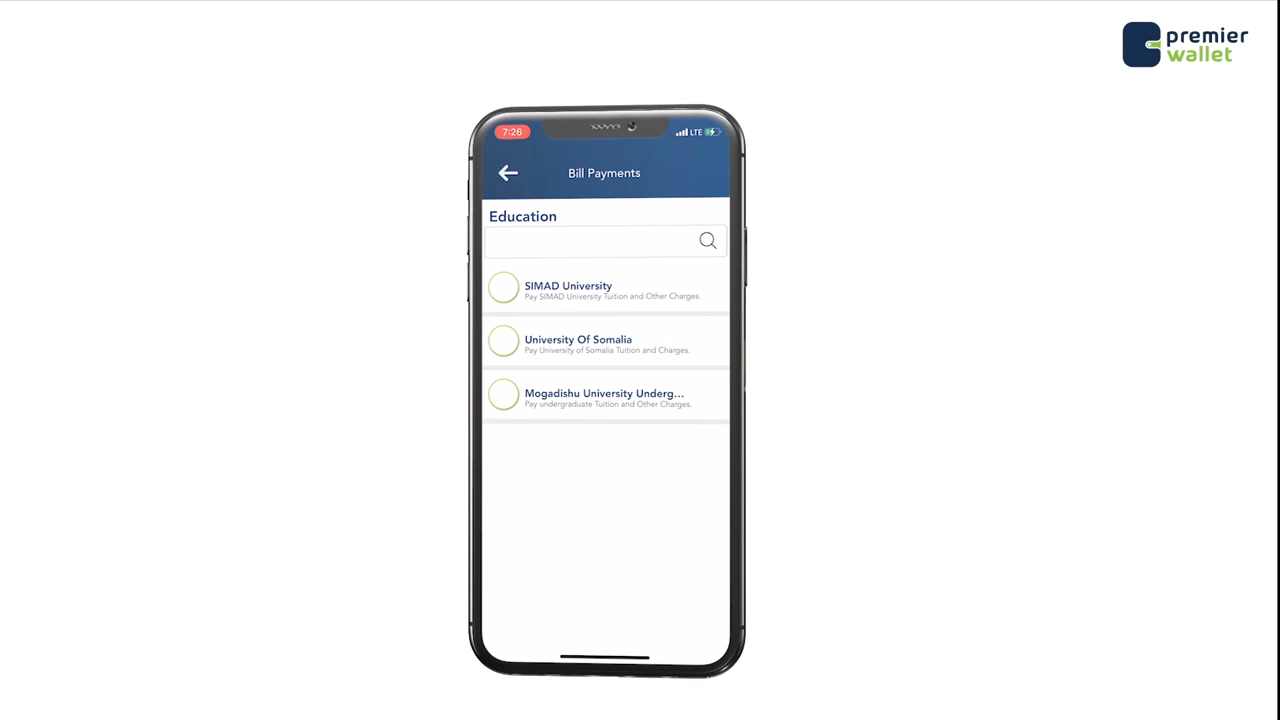 premier
wallet
7:26
LTE
Bill Payments
Education
SIMAD University
Pay SIMAD University Tuition and Other Charges.
University Of Somalia
Pay University of Somalia Tuition and Charges.
Mogadishu University Underg...
Pay undergraduate Tuition and Other Charges.